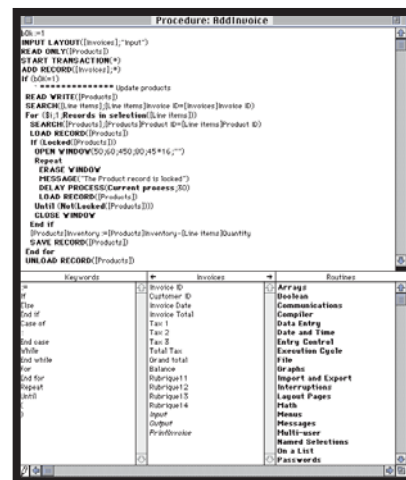 Procedure: AddInvoice
bOk:=1
INPUT LAYOUT([Invoices];"Input")
READ ONLY([Products])
START TRANSACTION(*)
ADD RECORD([Invoices];*)
If (bOK=1)
` ************** Update products
READ WRITE([Products])
SEARCH([Line items];[Line items]Invoice ID=[Invoices]Invoice ID)
For ($i;1;Records in selection([Line items]))
SEARCH([Products];[Products]Product ID=[Line items]Product ID)
LOAD RECORD([Products])
If (Locked([Products]))
OPEN WINDOW(50;60;450;80;45*16;"")
Repeat
ERASE WINDOW
MESSAGE("The Product record is locked")
DELAY PROCESS(Current process;30)
LOAD RECORD([Products])
Until (Not(Locked([Products])))
CLOSE WINDOW
End if
[Products]Inventory:=[Products]Inventory-[Line items]Quantity
SAVE RECORD([Products])
End for
UNLOAD RECORD([Products])
Keywords
:=
If
Else
End if
Case of
:
End case
While
End while
For
End for
Repeat
Until
(
)
← Invoices →
Invoice ID
Customer ID
Invoice Date
Invoice Total
Tax 1
Tax 2
Tax 3
Total Tax
Grand total
Balance
Rubrique11
Rubrique12
Rubrique13
Rubrique14
Input
Output
PrintInvoice
Routines
Arrays
Boolean
Communications
Compiler
Data Entry
Date and Time
Entry Control
Execution Cycle
File
Graphs
Import and Export
Interruptions
Layout Pages
Math
Menus
Messages
Multi-user
Named Selections
On a List
Passwords